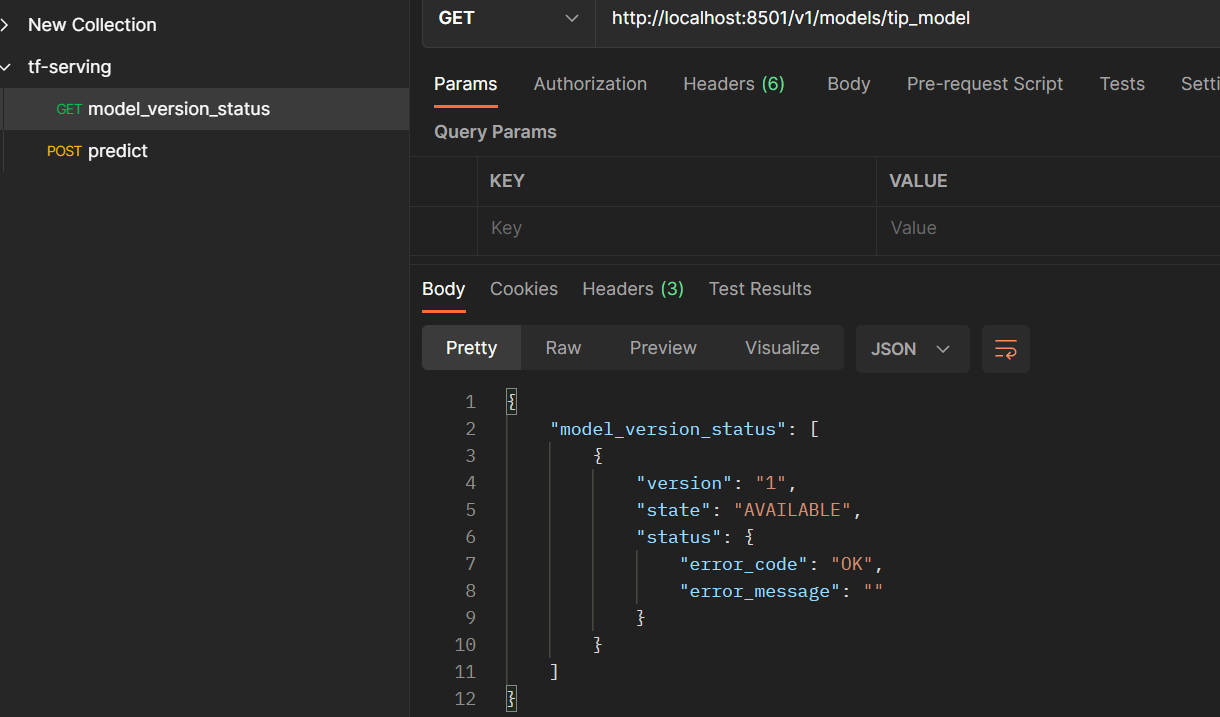 New Collection
tf-serving
GET model_version_status
POST predict
GET http://localhost:8501/v1/models/tip_model
Params Authorization Headers (6) Body Pre-request Script Tests Setti
Query Params
KEY VALUE
Key Value
Body Cookies Headers (3) Test Results
Pretty Raw Preview Visualize JSON
1 {
2 "model_version_status": [
3 {
4 "version": "1",
5 "state": "AVAILABLE",
6 "status": {
7 "error_code": "OK",
8 "error_message": ""
9 }
10 }
11 ]
12 }